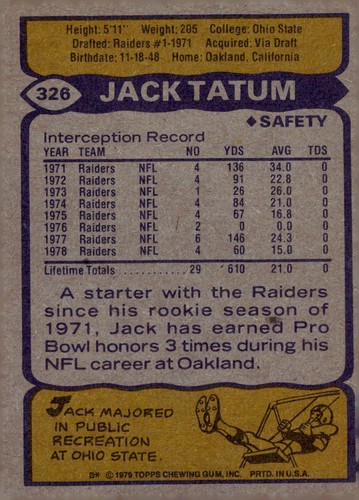 Height: 5'11" Weight: 205 College: Ohio State
Drafted: Raiders #1-1971 Acquired: Via Draft
Birthdate: 11-18-48 Home: Oakland, California
326 JACK TATUM
◆SAFETY
Interception Record
YEAR TEAM NO YDS AVG TDS
1971 Raiders NFL 4 136 34.0 0
1972 Raiders NFL 4 91 22.8 0
1973 Raiders NFL 1 26 26.0 0
1974 Raiders NFL 4 84 21.0 0
1975 Raiders NFL 4 67 16.8 0
1976 Raiders NFL 2 0 0.0 0
1977 Raiders NFL 6 146 24.3 0
1978 Raiders NFL 4 60 15.0 0
Lifetime Totals ........... 29 610 21.0 0
A starter with the Raiders
since his rookie season of
1971, Jack has earned Pro
Bowl honors 3 times during his
NFL career at Oakland.
JACK MAJORED
IN PUBLIC
RECREATION
AT OHIO STATE.
© 1979 TOPPS CHEWING GUM, INC. PRTD. IN U.S.A.